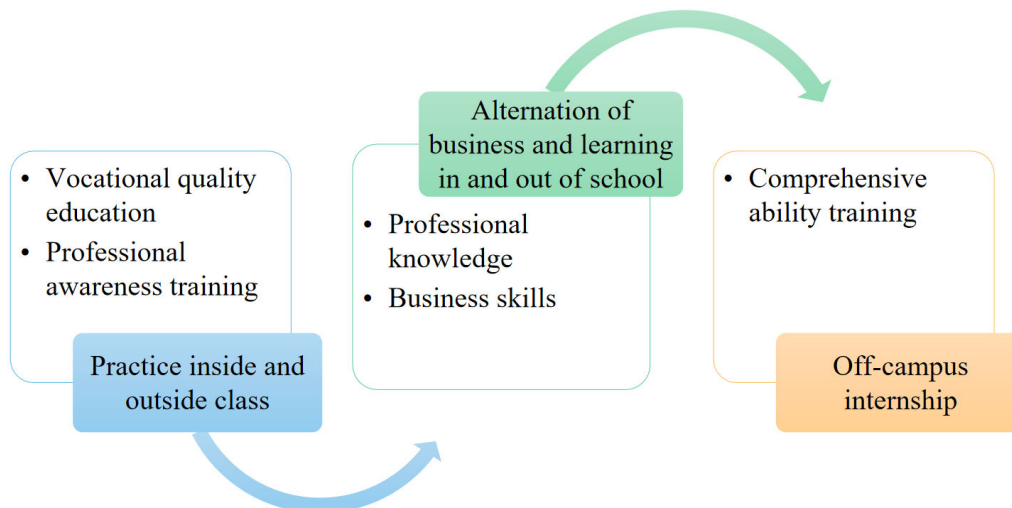 • Vocational quality
education
• Professional
awareness training
Practice inside and
outside class
Alternation of
business and learning
in and out of school
• Professional
knowledge
• Business skills
• Comprehensive
ability training
Off-campus
internship